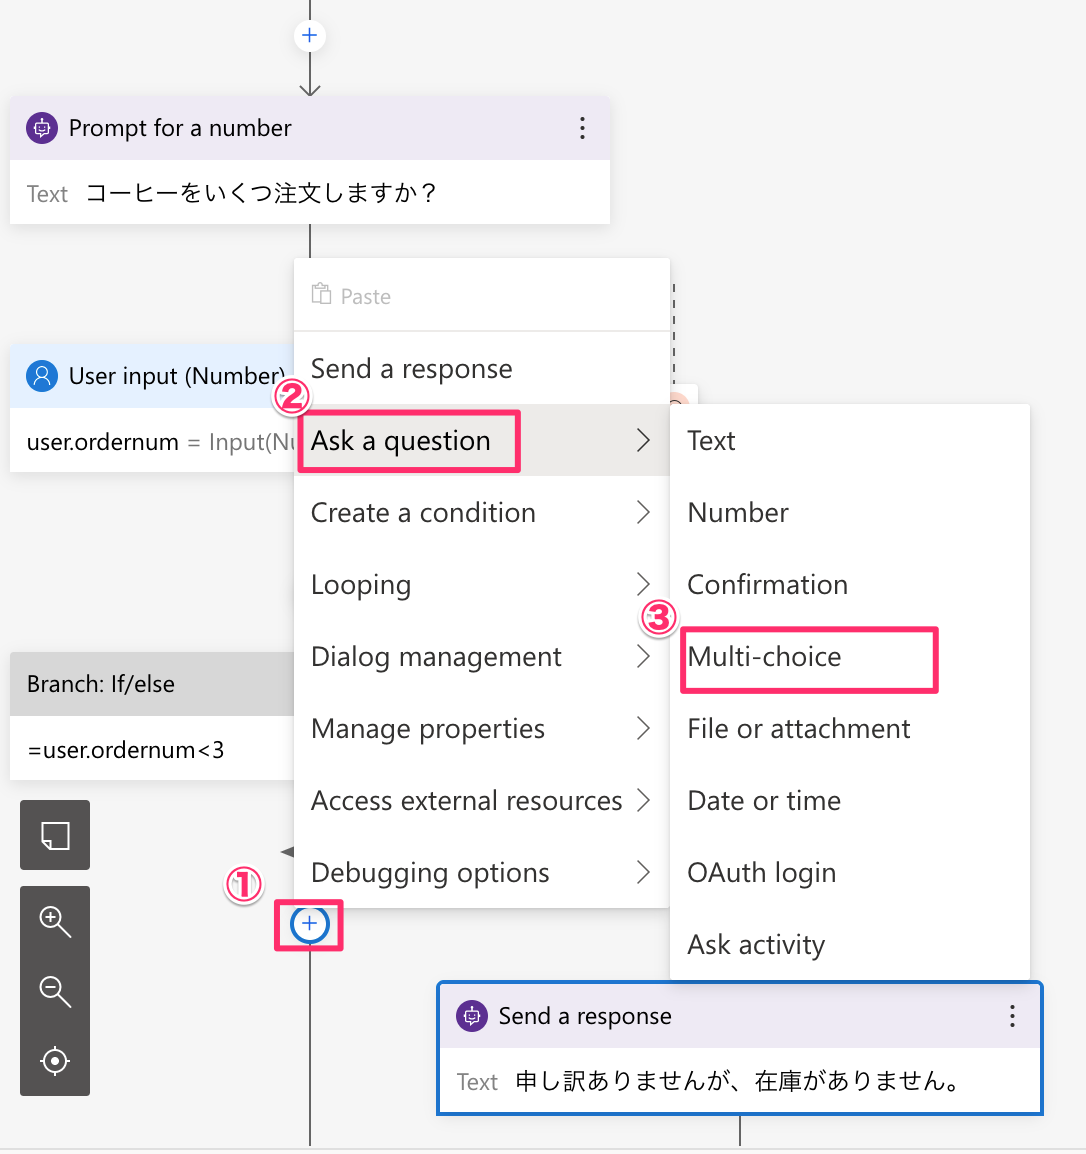 Prompt for a number
Text コーヒーをいくつ注文しますか？
Paste
Send a response
User input (Number)
②
Ask a question
user.ordernum = Input(Nu
Text
Create a condition
Number
Looping
Confirmation
③
Dialog management
Multi-choice
Branch: If/else
Manage properties
File or attachment
=user.ordernum<3
Access external resources
Date or time
Debugging options
OAuth login
①
Ask activity
Send a response
Text 申し訳ありませんが、在庫がありません。